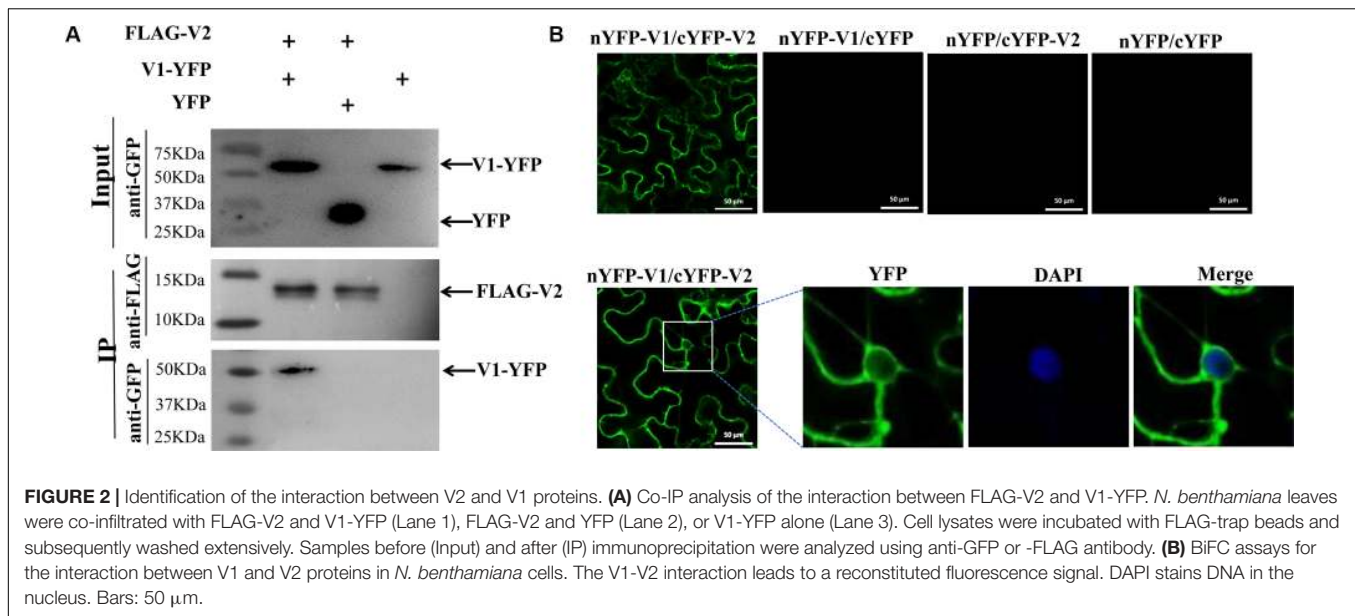 A
FLAG-V2 + +
V1-YFP + +
YFP +
Input
anti-GFP
75KDa
50KDa
37KDa
25KDa
V1-YFP
YFP
IP
anti-FLAG
15KDa
10KDa
FLAG-V2
anti-GFP
50KDa
37KDa
25KDa
V1-YFP
B
nYFP-V1/cYFP-V2 nYFP-V1/cYFP nYFP/cYFP-V2 nYFP/cYFP
50 μm 50 μm 50 μm 50 μm
nYFP-V1/cYFP-V2 YFP DAPI Merge
50 μm
FIGURE 2 | Identification of the interaction between V2 and V1 proteins. (A) Co-IP analysis of the interaction between FLAG-V2 and V1-YFP. N. benthamiana leaves
were co-infiltrated with FLAG-V2 and V1-YFP (Lane 1), FLAG-V2 and YFP (Lane 2), or V1-YFP alone (Lane 3). Cell lysates were incubated with FLAG-trap beads and
subsequently washed extensively. Samples before (Input) and after (IP) immunoprecipitation were analyzed using anti-GFP or -FLAG antibody. (B) BiFC assays for
the interaction between V1 and V2 proteins in N. benthamiana cells. The V1-V2 interaction leads to a reconstituted fluorescence signal. DAPI stains DNA in the
nucleus. Bars: 50 μm.